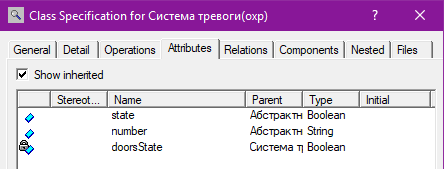 Class Specification for Система тревоги(охр)
?
General Detail Operations Attributes Relations Components Nested Files
Show inherited
Stereot... Name Parent Type Initial
state Абстрактн Boolean
number Абстрактн String
doorsState Система т Boolean